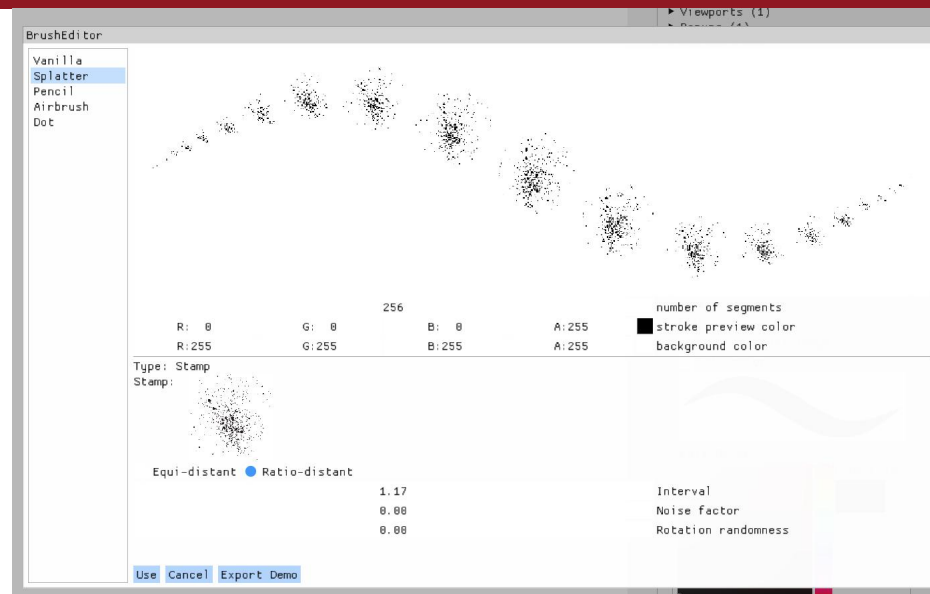 Viewports (1)
BrushEditor
Vanilla
Splatter
Pencil
Airbrush
Dot
256 number of segments
R: 0 G: 0 B: 0 A:255 stroke preview color
R:255 G:255 B:255 A:255 background color
Type: Stamp
Stamp:
Equi-distant Ratio-distant
1.17 Interval
0.00 Noise factor
0.00 Rotation randomness
Use Cancel Export Demo